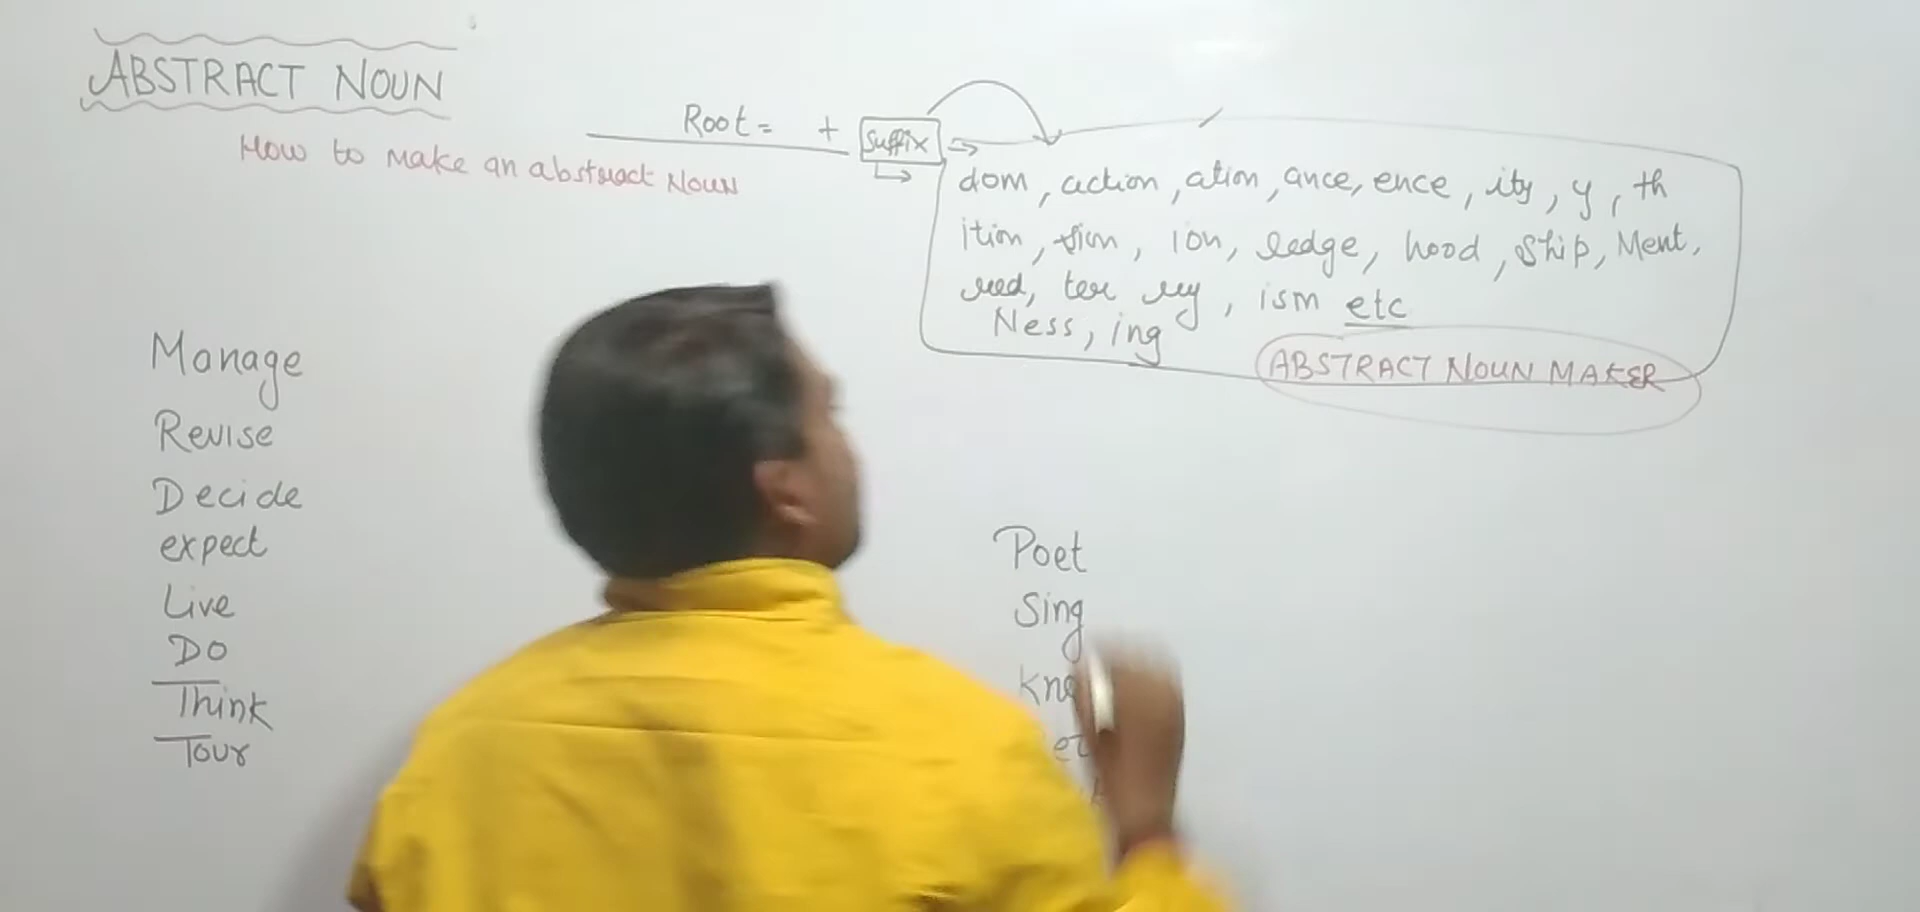 ABSTRACT NOUN
Root = + Suffix
How to make an abstract Noun
dom, action, ation, ance, ence, ity, y, th
ition, sion, ion, ledge, hood, ship, Ment,
red, ter ry, ism etc
Ness, ing
ABSTRACT NOUN MAKER
Manage
Revise
Decide
expect
Live
Do
Think
Tour
Poet
Sing